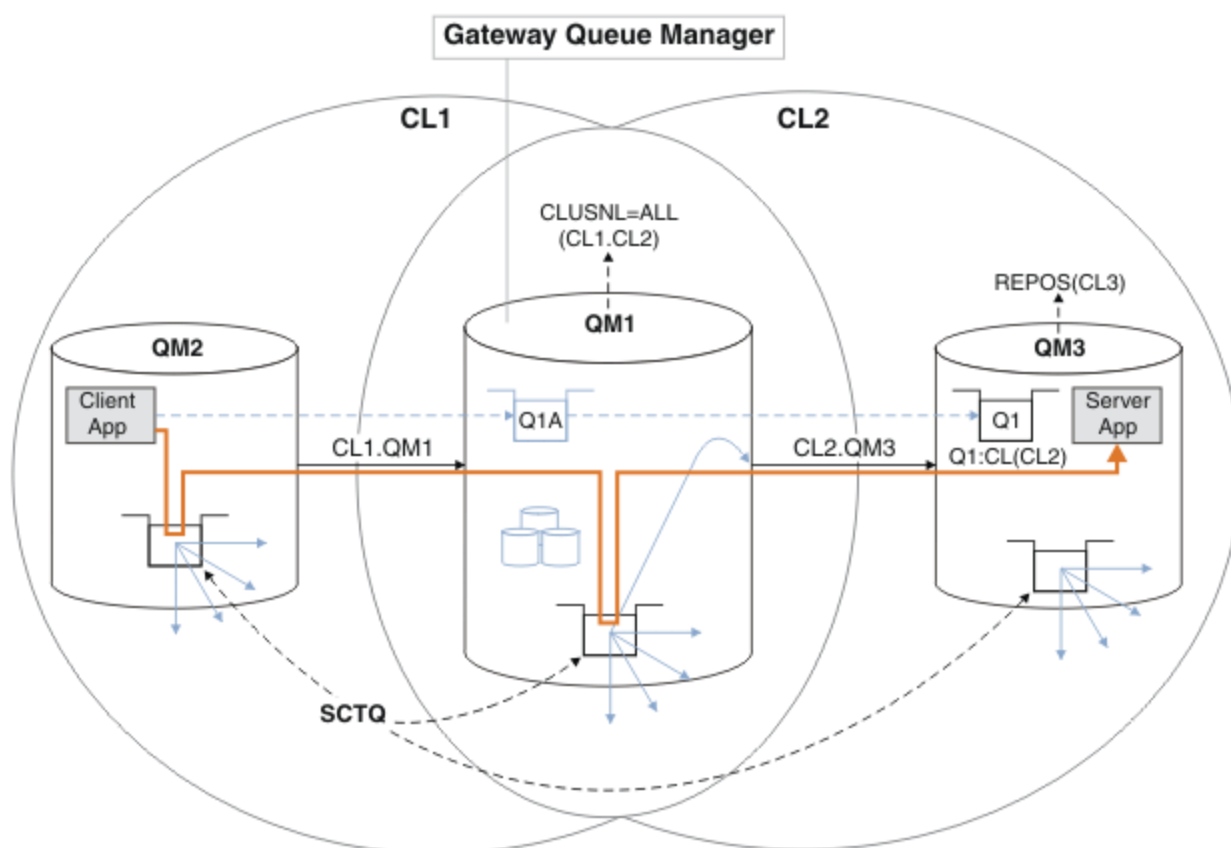 Gateway Queue Manager
CL1
CL2
CLUSNL=ALL
(CL1.CL2)
REPOS(CL3)
QM2
QM1
QM3
Client
App
Q1A
Q1
Server
App
CL1.QM1
CL2.QM3
Q1:CL(CL2)
SCTQ